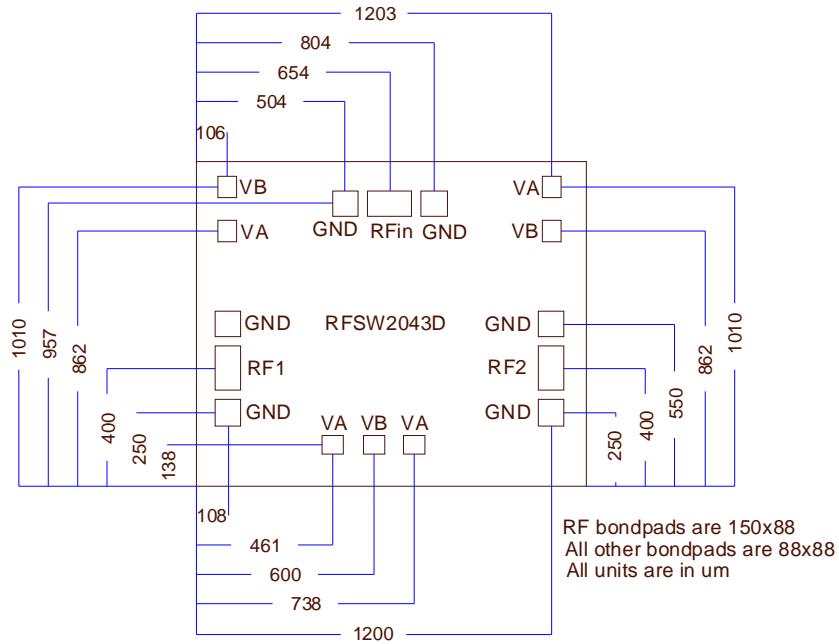 1203
804
654
504
106
VB
VA
GND
RFin
GND
VA
VB
1010
957
862
GND
RFSW2043D
GND
RF1
RF2
GND
GND
VA
VB
VA
400
250
138
250
400
550
862
1010
108
461
600
738
1200
RF bondpads are 150x88
All other bondpads are 88x88
All units are in um